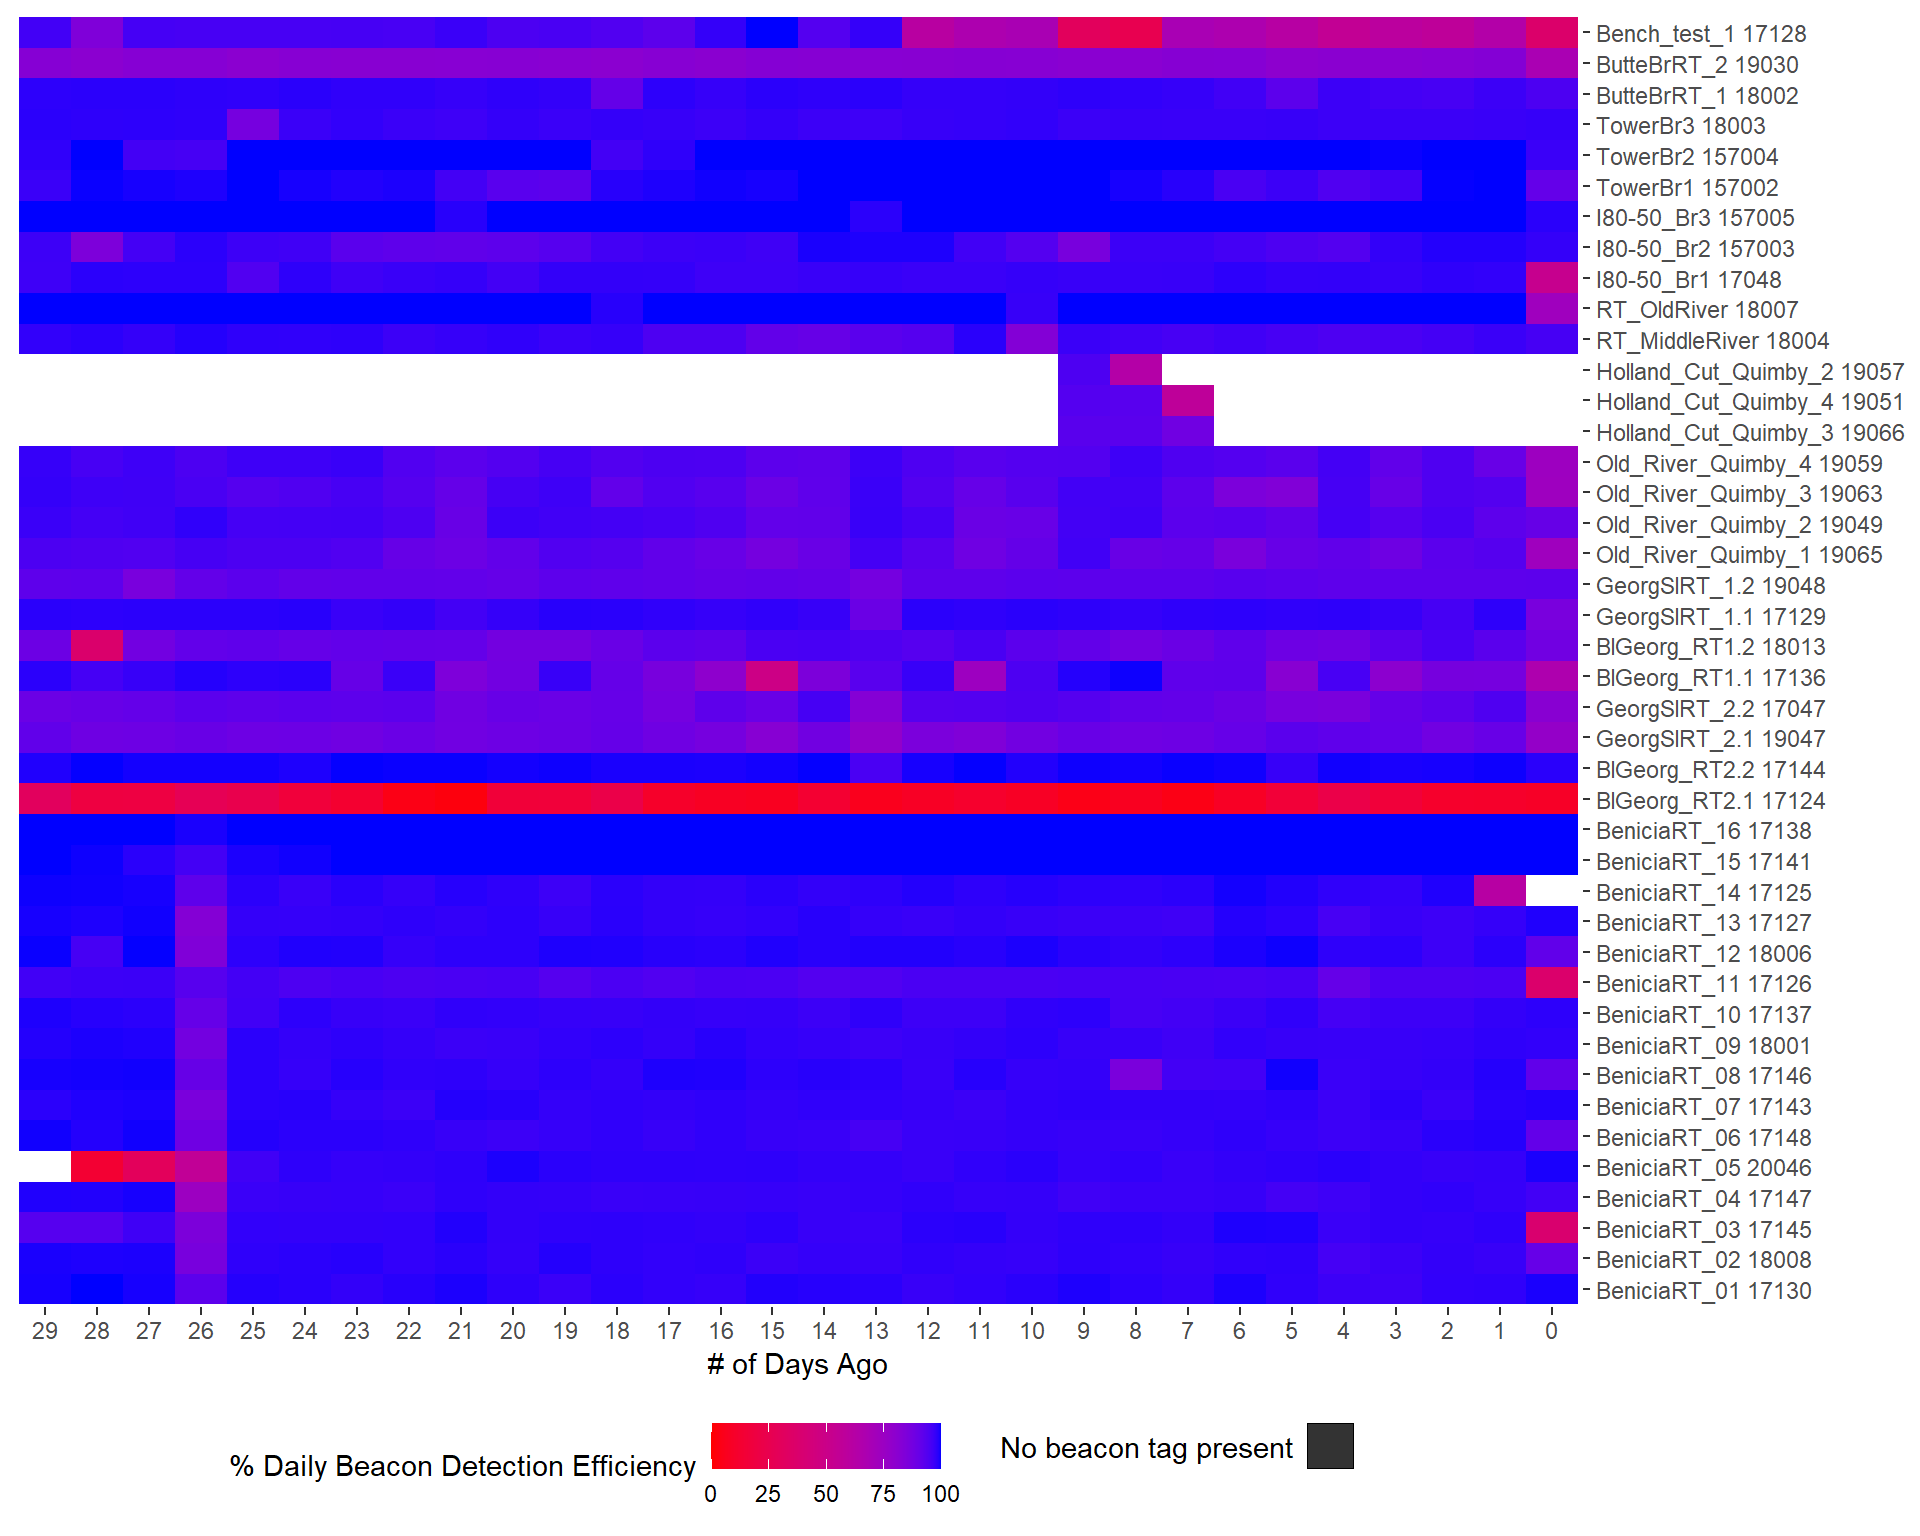 Bench_test_1 17128
ButteBrRT_2 19030
ButteBrRT_1 18002
TowerBr3 18003
TowerBr2 157004
TowerBr1 157002
I80-50_Br3 157005
I80-50_Br2 157003
I80-50_Br1 17048
RT_OldRiver 18007
RT_MiddleRiver 18004
Holland_Cut_Quimby_2 19057
Holland_Cut_Quimby_4 19051
Holland_Cut_Quimby_3 19066
Old_River_Quimby_4 19059
Old_River_Quimby_3 19063
Old_River_Quimby_2 19049
Old_River_Quimby_1 19065
GeorgSlRT_1.2 19048
GeorgSlRT_1.1 17129
BlGeorg_RT1.2 18013
BlGeorg_RT1.1 17136
GeorgSlRT_2.2 17047
GeorgSlRT_2.1 19047
BlGeorg_RT2.2 17144
BlGeorg_RT2.1 17124
BeniciaRT_16 17138
BeniciaRT_15 17141
BeniciaRT_14 17125
BeniciaRT_13 17127
BeniciaRT_12 18006
BeniciaRT_11 17126
BeniciaRT_10 17137
BeniciaRT_09 18001
BeniciaRT_08 17146
BeniciaRT_07 17143
BeniciaRT_06 17148
BeniciaRT_05 20046
BeniciaRT_04 17147
BeniciaRT_03 17145
BeniciaRT_02 18008
BeniciaRT_01 17130
29 28 27 26 25 24 23 22 21 20 19 18 17 16 15 14 13 12 11 10 9 8 7 6 5 4 3 2 1 0
# of Days Ago
% Daily Beacon Detection Efficiency
0 25 50 75 100
No beacon tag present